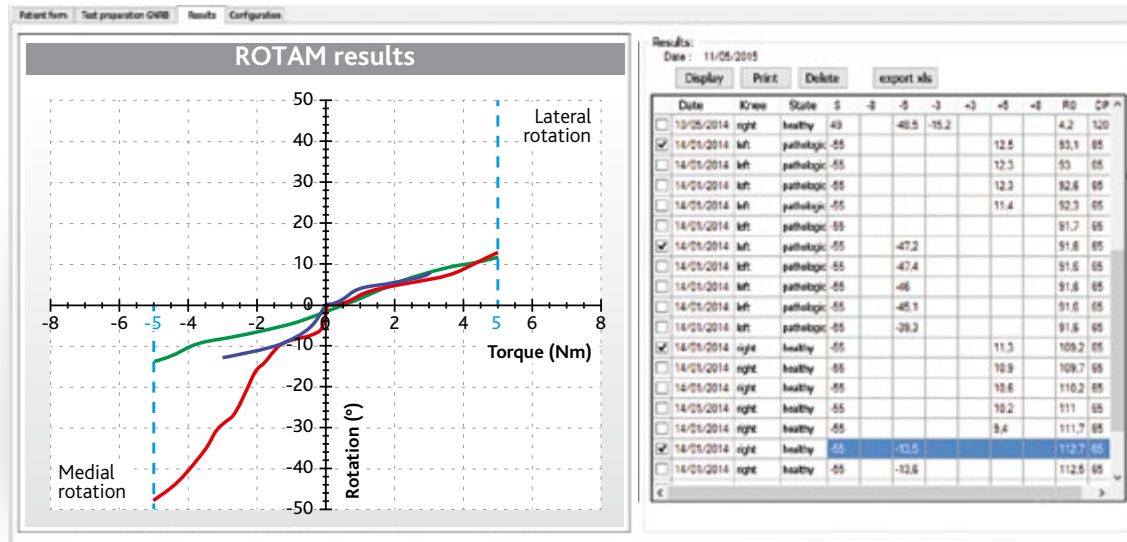 Patient form Test preparation GNRB Results Configuration
ROTAM results
50
40
30
20
10
0
-10
-20
-30
-40
-50
-8 -5 -4 -2 0 2 4 5 6 8
Lateral
rotation
Medial
rotation
Torque (Nm)
Rotation (°)
Results:
Date : 11/05/2015
Display Print Delete export xls
Date Knee State S -8 -5 -3 +3 +5 +8 R0 DP
10/05/2014 right healthy 49 -48,5 -15,2 4,2 120
14/01/2014 left pathologic -55 12,5 93,1 65
14/01/2014 left pathologic -55 12,3 93 65
14/01/2014 left pathologic -55 12,3 92,6 65
14/01/2014 left pathologic -55 11,4 92,3 65
14/01/2014 left pathologic -55 91,7 65
14/01/2014 left pathologic -55 -47,2 91,6 65
14/01/2014 left pathologic -55 -47,4 91,6 65
14/01/2014 left pathologic -55 -46 91,6 65
14/01/2014 left pathologic -55 -45,1 91,6 65
14/01/2014 left pathologic -55 -39,3 91,6 65
14/01/2014 right healthy -55 11,3 109,2 65
14/01/2014 right healthy -55 10,9 109,7 65
14/01/2014 right healthy -55 10,6 110,2 65
14/01/2014 right healthy -55 10,2 111 65
14/01/2014 right healthy -55 9,4 111,7 65
14/01/2014 right healthy -55 -13,5 112,7 65
14/01/2014 right healthy -55 -13,6 112,5 65